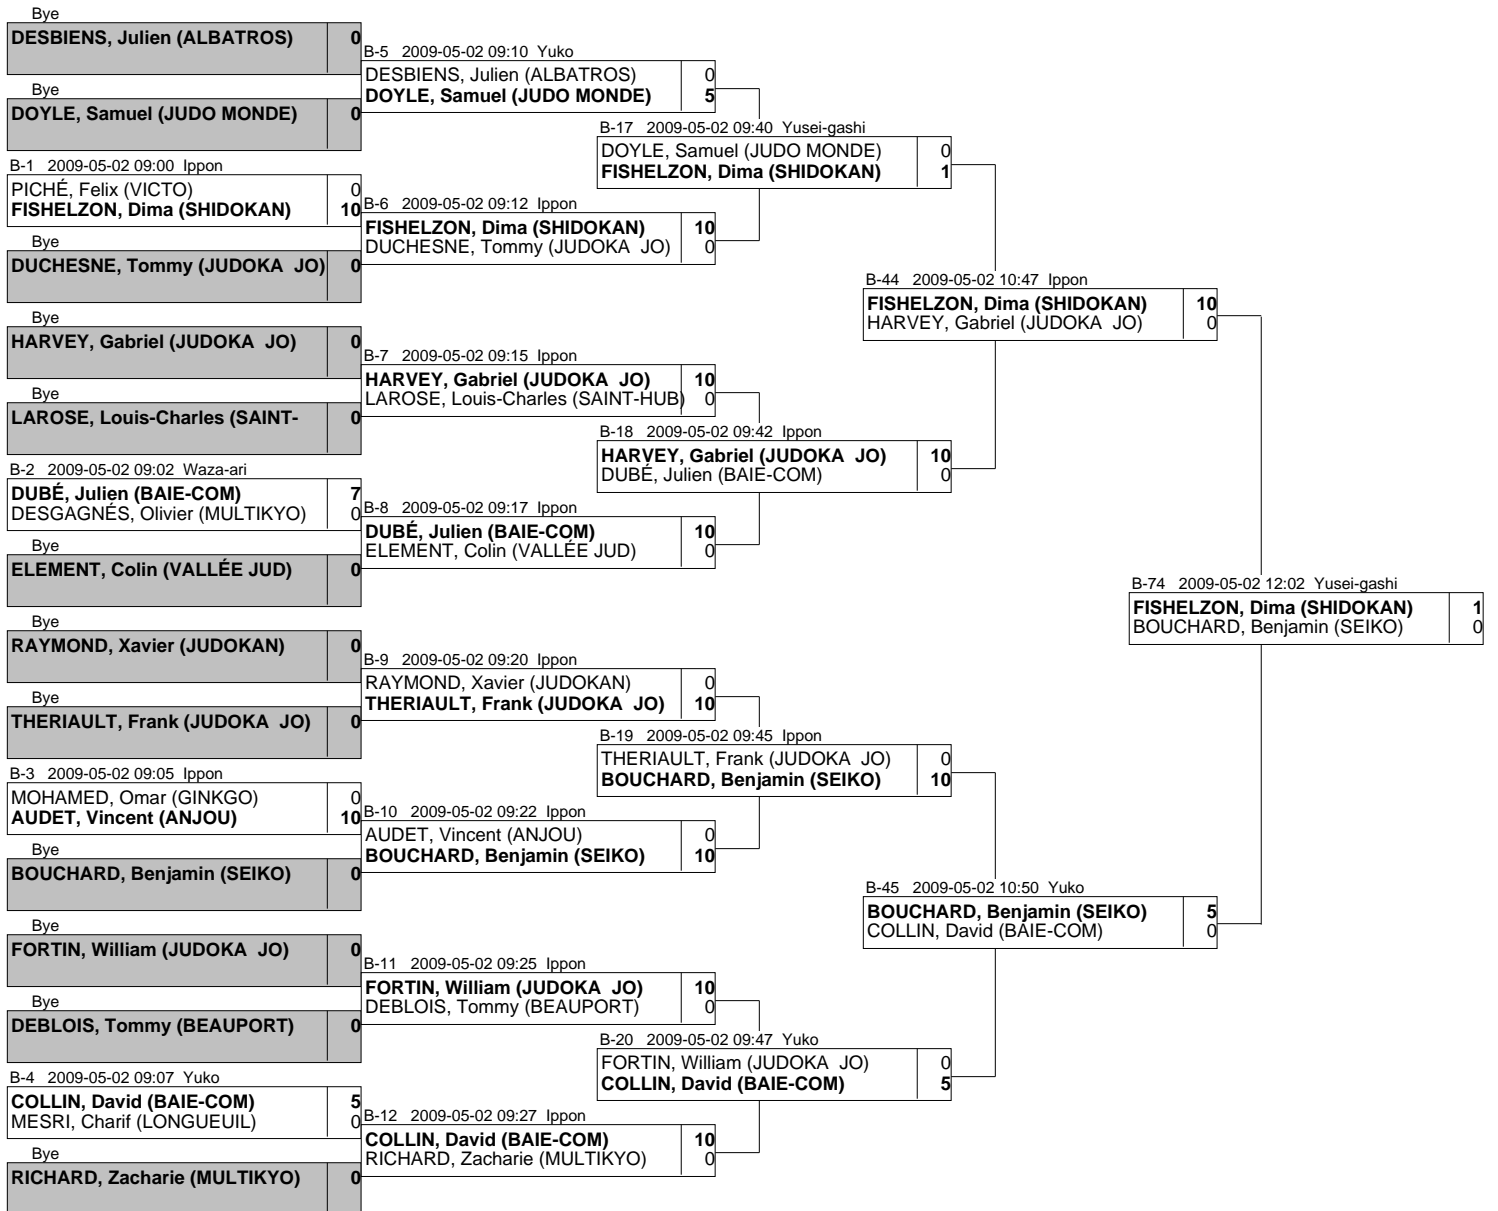 Bye
DESBIENS, Julien (ALBATROS) 0
Bye
DOYLE, Samuel (JUDO MONDE) 0
B-1 2009-05-02 09:00 Ippon
PICHÉ, Felix (VICTO) 0
FISHELZON, Dima (SHIDOKAN) 10
Bye
DUCHESNE, Tommy (JUDOKA JO) 0
Bye
HARVEY, Gabriel (JUDOKA JO) 0
Bye
LAROSE, Louis-Charles (SAINT- 0
B-2 2009-05-02 09:02 Waza-ari
DUBÉ, Julien (BAIE-COM) 7
DESGAGNÉS, Olivier (MULTIKYO) 0
Bye
ELEMENT, Colin (VALLÉE JUD) 0
Bye
RAYMOND, Xavier (JUDOKAN) 0
Bye
THERIAULT, Frank (JUDOKA JO) 0
B-3 2009-05-02 09:05 Ippon
MOHAMED, Omar (GINKGO) 0
AUDET, Vincent (ANJOU) 10
Bye
BOUCHARD, Benjamin (SEIKO) 0
Bye
FORTIN, William (JUDOKA JO) 0
Bye
DEBLOIS, Tommy (BEAUPORT) 0
B-4 2009-05-02 09:07 Yuko
COLLIN, David (BAIE-COM) 5
MESRI, Charif (LONGUEUIL) 0
Bye
RICHARD, Zacharie (MULTIKYO) 0
B-5 2009-05-02 09:10 Yuko
DESBIENS, Julien (ALBATROS) 0
DOYLE, Samuel (JUDO MONDE) 5
B-6 2009-05-02 09:12 Ippon
FISHELZON, Dima (SHIDOKAN) 10
DUCHESNE, Tommy (JUDOKA JO) 0
B-7 2009-05-02 09:15 Ippon
HARVEY, Gabriel (JUDOKA JO) 10
LAROSE, Louis-Charles (SAINT-HUB) 0
B-8 2009-05-02 09:17 Ippon
DUBÉ, Julien (BAIE-COM) 10
ELEMENT, Colin (VALLÉE JUD) 0
B-9 2009-05-02 09:20 Ippon
RAYMOND, Xavier (JUDOKAN) 0
THERIAULT, Frank (JUDOKA JO) 10
B-10 2009-05-02 09:22 Ippon
AUDET, Vincent (ANJOU) 0
BOUCHARD, Benjamin (SEIKO) 10
B-11 2009-05-02 09:25 Ippon
FORTIN, William (JUDOKA JO) 10
DEBLOIS, Tommy (BEAUPORT) 0
B-12 2009-05-02 09:27 Ippon
COLLIN, David (BAIE-COM) 10
RICHARD, Zacharie (MULTIKYO) 0
B-17 2009-05-02 09:40 Yusei-gashi
DOYLE, Samuel (JUDO MONDE) 0
FISHELZON, Dima (SHIDOKAN) 1
B-18 2009-05-02 09:42 Ippon
HARVEY, Gabriel (JUDOKA JO) 10
DUBÉ, Julien (BAIE-COM) 0
B-19 2009-05-02 09:45 Ippon
THERIAULT, Frank (JUDOKA JO) 0
BOUCHARD, Benjamin (SEIKO) 10
B-20 2009-05-02 09:47 Yuko
FORTIN, William (JUDOKA JO) 0
COLLIN, David (BAIE-COM) 5
B-44 2009-05-02 10:47 Ippon
FISHELZON, Dima (SHIDOKAN) 10
HARVEY, Gabriel (JUDOKA JO) 0
B-45 2009-05-02 10:50 Yuko
BOUCHARD, Benjamin (SEIKO) 5
COLLIN, David (BAIE-COM) 0
B-74 2009-05-02 12:02 Yusei-gashi
FISHELZON, Dima (SHIDOKAN) 1
BOUCHARD, Benjamin (SEIKO) 0